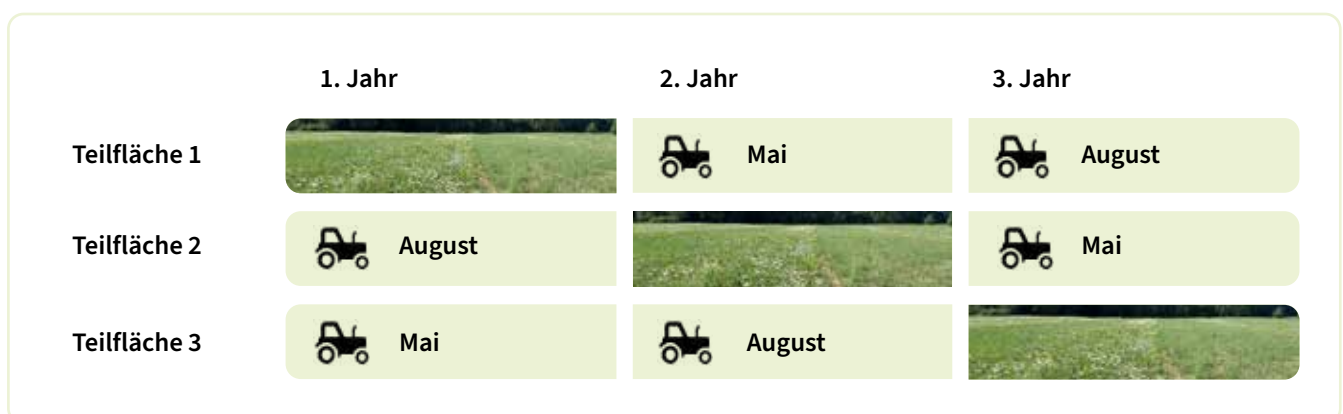 1. Jahr 2. Jahr 3. Jahr
Teilfläche 1 Mai August
Teilfläche 2 August Mai
Teilfläche 3 Mai August